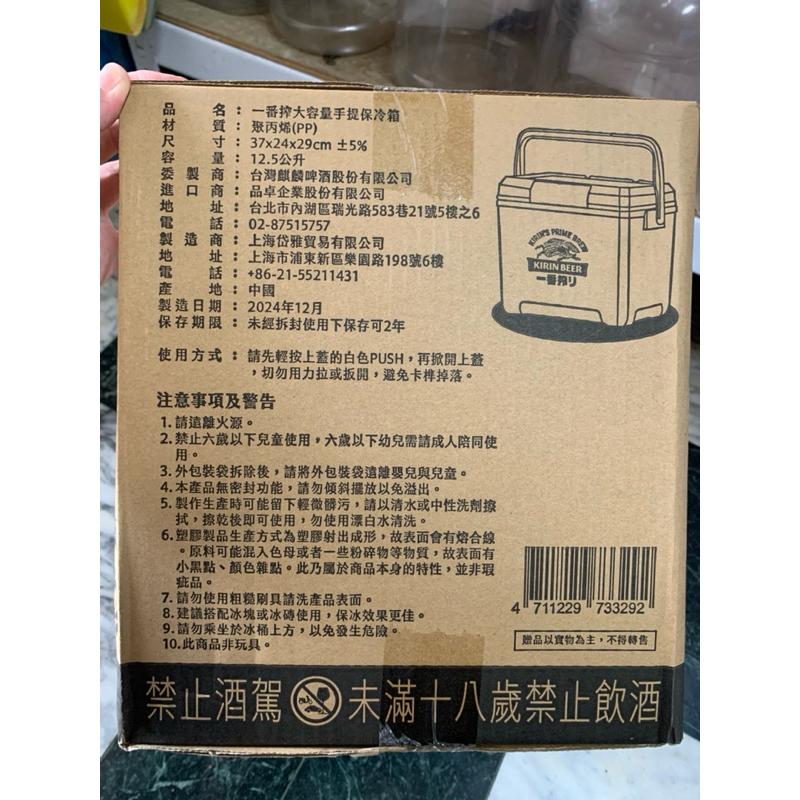 品名：一番搾大容量手提保冷箱
材質：聚丙烯(PP)
尺寸：37x24x29cm ±5%
容量：12.5公升
委製商：台灣麒麟啤酒股份有限公司
進口商：品卓企業股份有限公司
地址：台北市內湖區瑞光路583巷21號5樓之6
電話：02-87515757
製造商：上海岱雅貿易有限公司
地址：上海市浦東新區樂園路198號6樓
電話：+86-21-55211431
產地：中國
製造日期：2024年12月
保存期限：未經拆封使用下保存可2年
使用方式：請先輕按上蓋的白色PUSH，再掀開上蓋
，切勿用力拉或扳開，避免卡榫掉落。
注意事項及警告
1.請遠離火源。
2.禁止六歲以下兒童使用，六歲以下幼兒需請成人陪同使
用。
3.外包裝袋拆除後，請將外包裝袋遠離嬰兒與兒童。
4.本產品無密封功能，請勿傾斜擺放以免溢出。
5.製作生產時可能留下輕微髒污，請以清水或中性洗劑擦
拭，擦乾後即可使用，勿使用漂白水清洗。
6.塑膠製品生產方式為塑膠射出成形，故表面會有熔合線
。原料可能混入色母或者一些粉碎物等物質，故表面有
小黑點、顏色雜點。此乃屬於商品本身的特性，並非瑕
疵品。
7.請勿使用粗糙刷具請洗產品表面。
8.建議搭配冰塊或冰磚使用，保冰效果更佳。
9.請勿乘坐於冰桶上方，以免發生危險。
10.此商品非玩具。
KIRIN'S PRIME BREW
KIRIN BEER
一番搾り
4 711229 733292
贈品以實物為主，不得轉售
禁止酒駕 未滿十八歲禁止飲酒